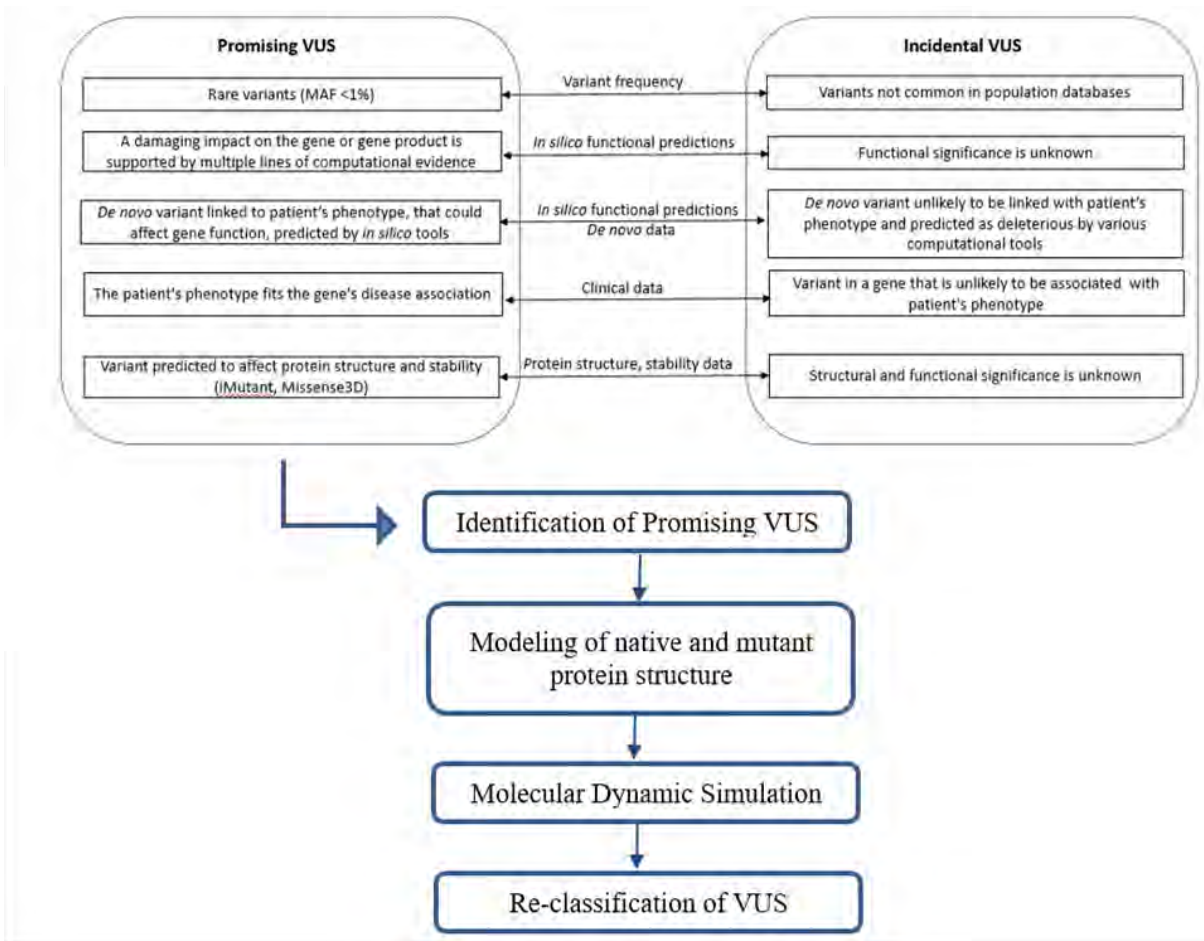 Promising VUS
Incidental VUS
Rare variants (MAF <1%)
Variant frequency
Variants not common in population databases
A damaging impact on the gene or gene product is
supported by multiple lines of computational evidence
In silico functional predictions
Functional significance is unknown
De novo variant linked to patient's phenotype, that could
affect gene function, predicted by in silico tools
In silico functional predictions
De novo data
De novo variant unlikely to be linked with patient's
phenotype and predicted as deleterious by various
computational tools
The patient's phenotype fits the gene's disease association
Clinical data
Variant in a gene that is unlikely to be associated with
patient's phenotype
Variant predicted to affect protein structure and stability
(iMutant, Missense3D)
Protein structure, stability data
Structural and functional significance is unknown
Identification of Promising VUS
Modeling of native and mutant
protein structure
Molecular Dynamic Simulation
Re-classification of VUS